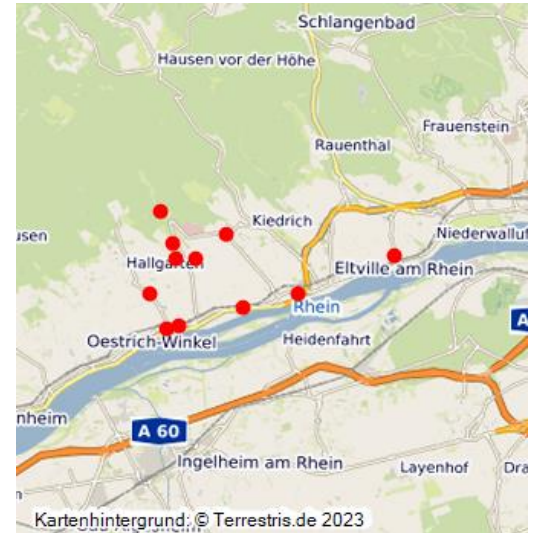 Schlangenbad
Hausen vor der Höhe
Frauenstein
Rauenthal
Kiedrich
usen
Niederwalluf
Hallgarten
Eltville am Rhein
Rhein
A
Oestrich-Winkel
Heidenfahrt
nheim
A 60
Ingelheim am Rhein
Layenhof
Dra
Kartenhintergrund: © Terrestris.de 2023